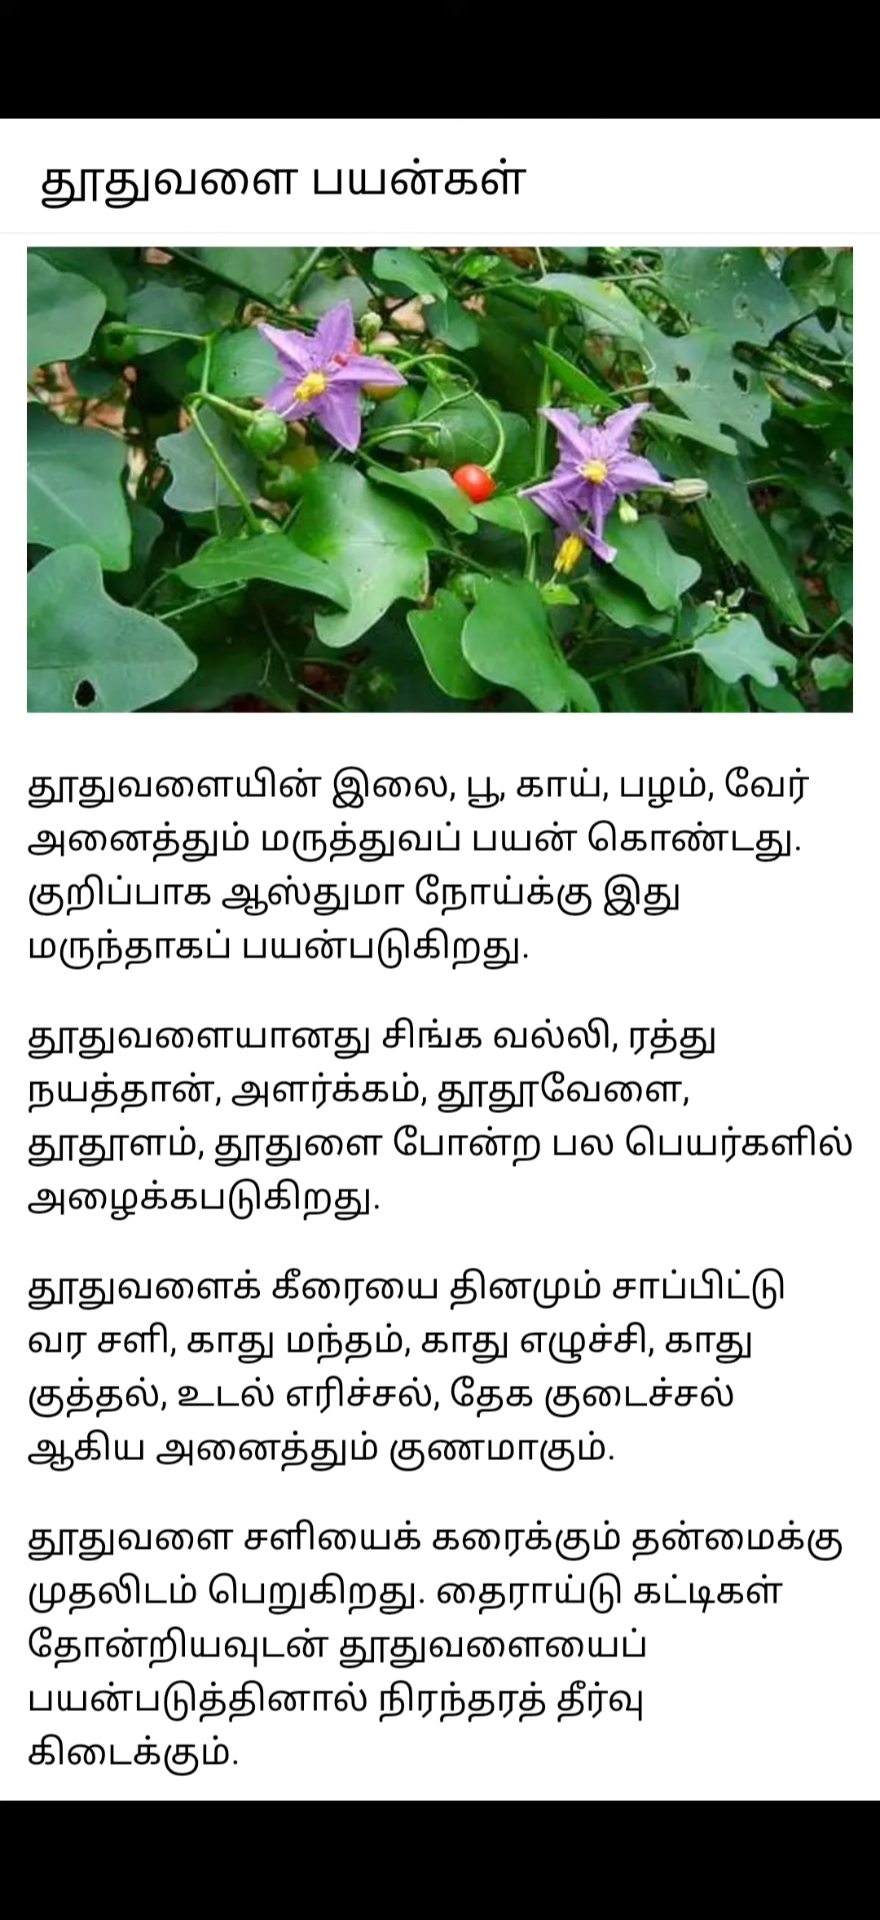 தூதுவளை பயன்கள்
தூதுவளையின் இலை, பூ, காய், பழம், வேர்
அனைத்தும் மருத்துவப் பயன் கொண்டது.
குறிப்பாக ஆஸ்துமா நோய்க்கு இது
மருந்தாகப் பயன்படுகிறது.
தூதுவளையானது சிங்க வல்லி, ரத்து
நயத்தான், அளர்க்கம், தூதூவேளை,
தூதூளம், தூதுளை போன்ற பல பெயர்களில்
அழைக்கபடுகிறது.
தூதுவளைக் கீரையை தினமும் சாப்பிட்டு
வர சளி, காது மந்தம், காது எழுச்சி, காது
குத்தல், உடல் எரிச்சல், தேக குடைச்சல்
ஆகிய அனைத்தும் குணமாகும்.
தூதுவளை சளியைக் கரைக்கும் தன்மைக்கு
முதலிடம் பெறுகிறது. தைராய்டு கட்டிகள்
தோன்றியவுடன் தூதுவளையைப்
பயன்படுத்தினால் நிரந்தரத் தீர்வு
கிடைக்கும்.